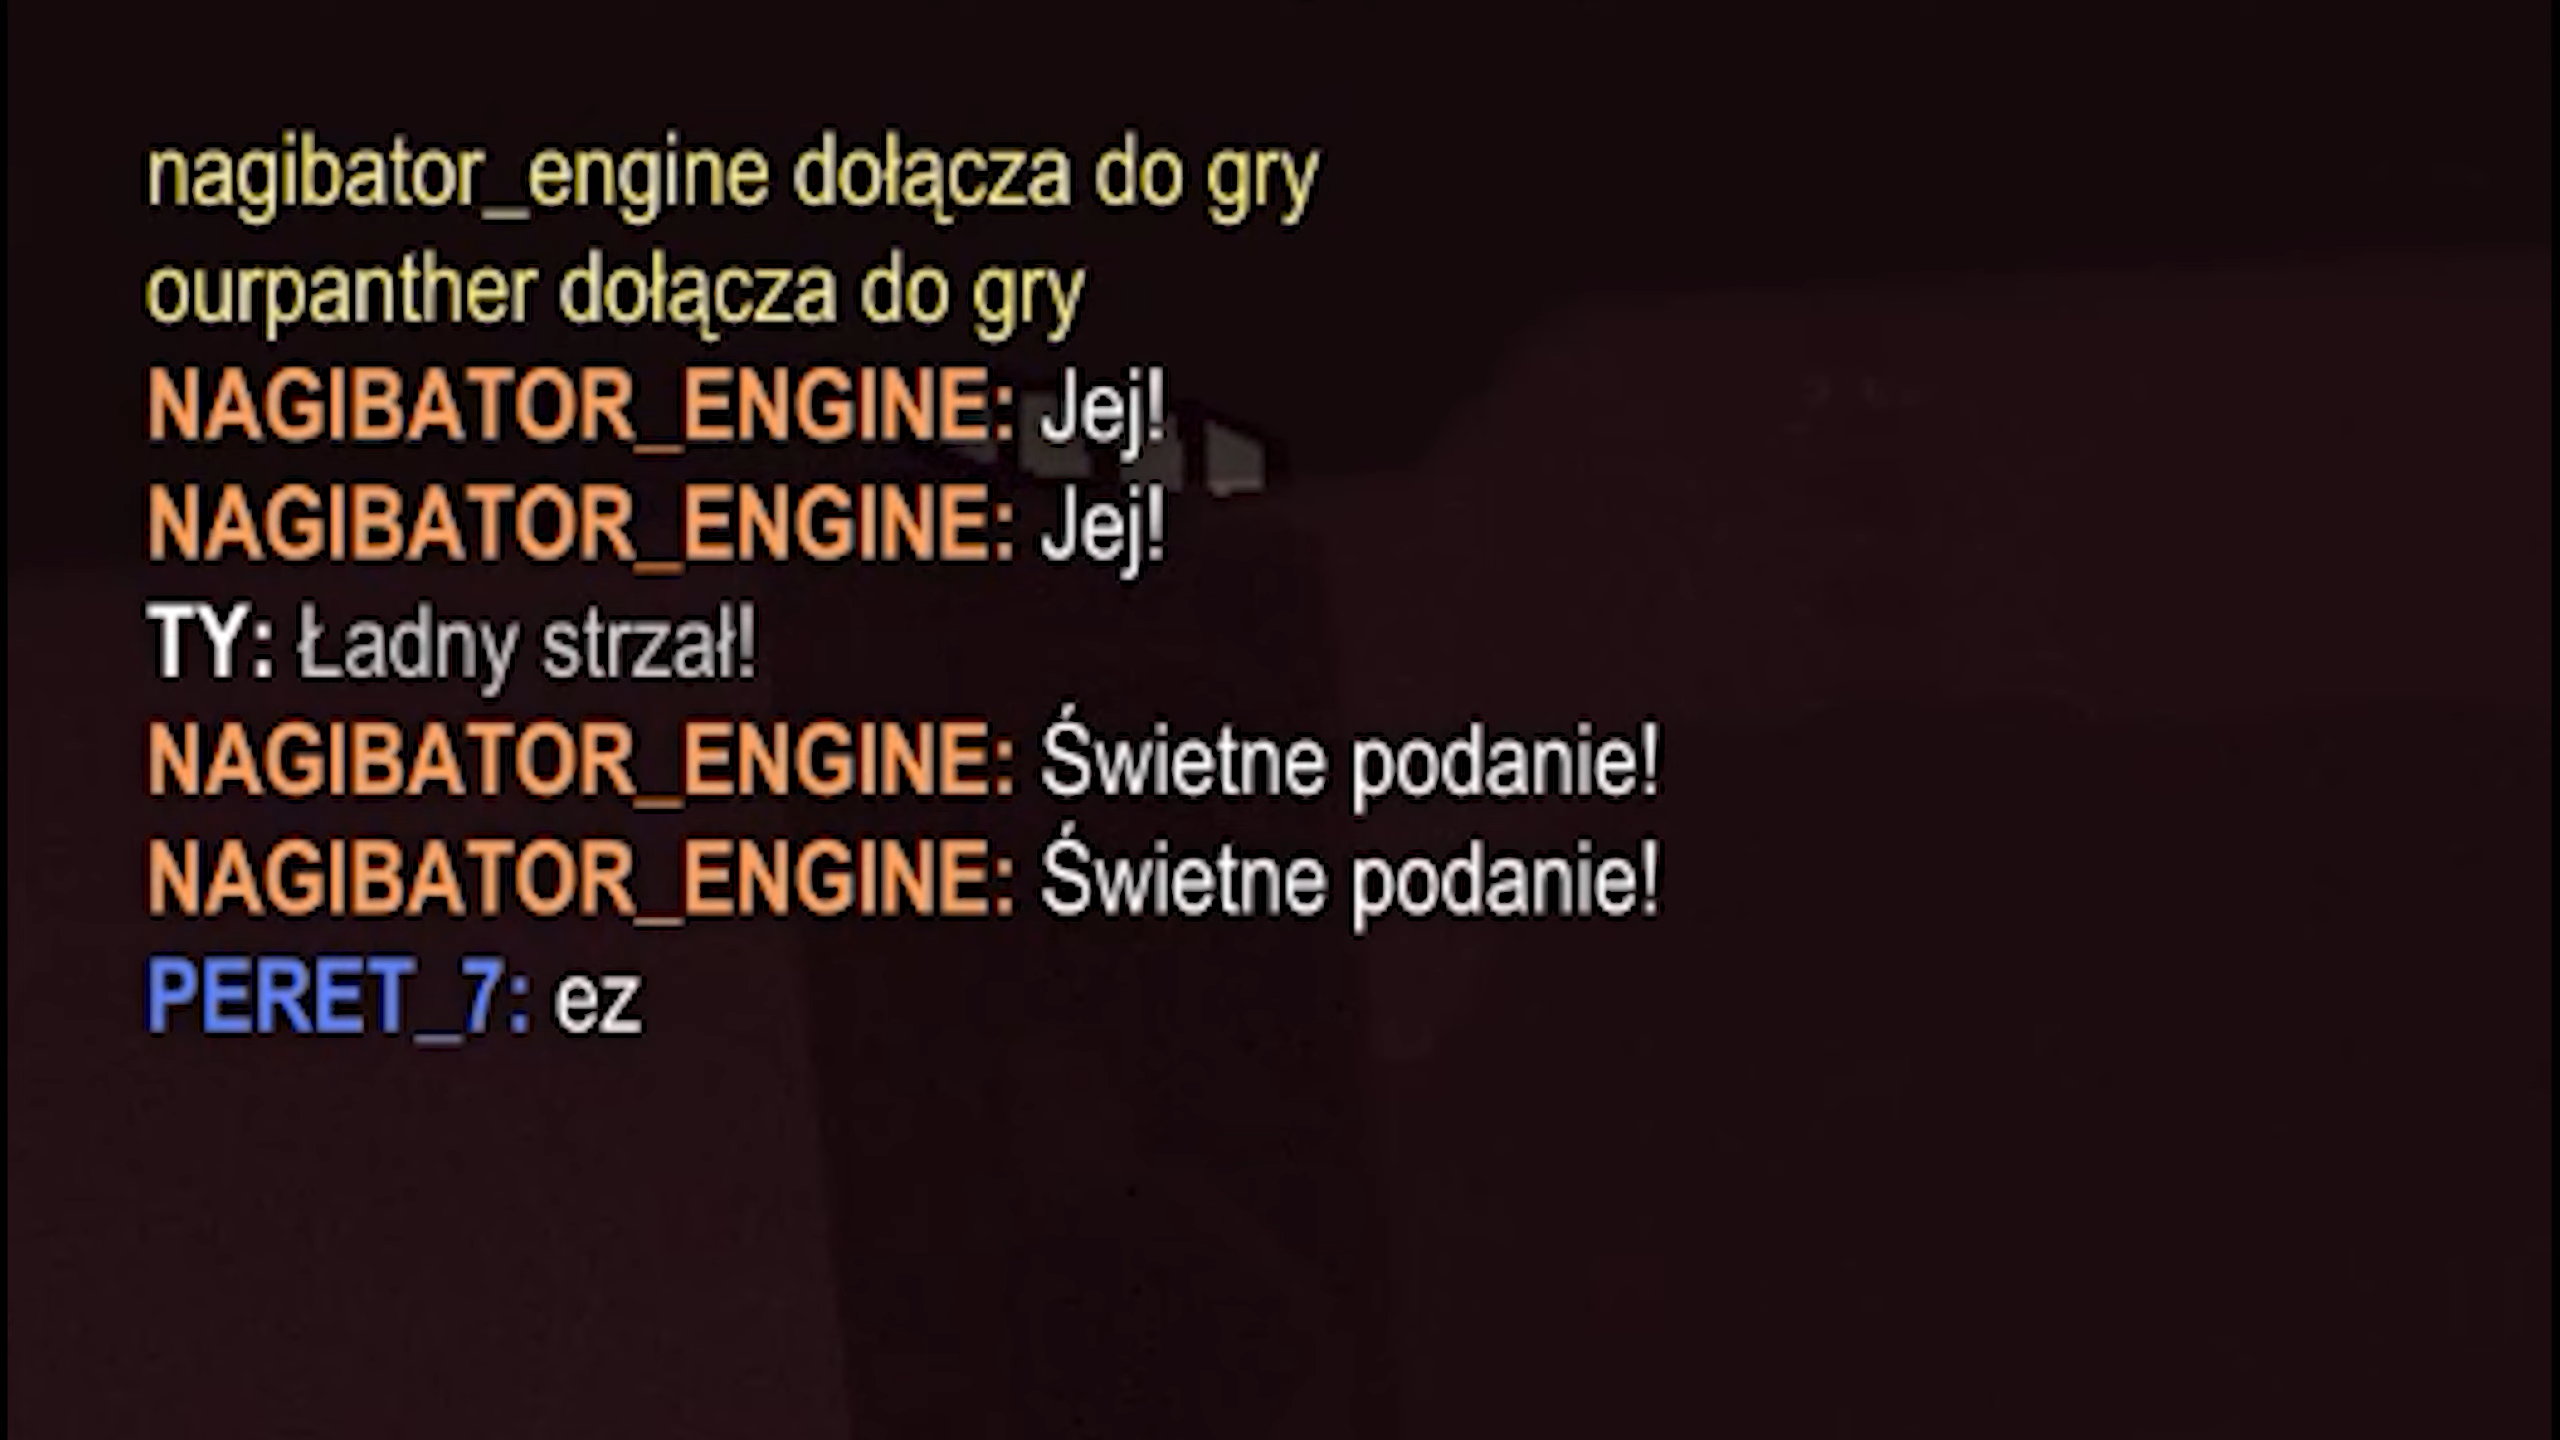 nagibator_engine dołącza do gry
ourpanther dołącza do gry
NAGIBATOR_ENGINE: Jej!
NAGIBATOR_ENGINE: Jej!
TY: Ładny strzał!
NAGIBATOR_ENGINE: Świetne podanie!
NAGIBATOR_ENGINE: Świetne podanie!
PERET_7: ez